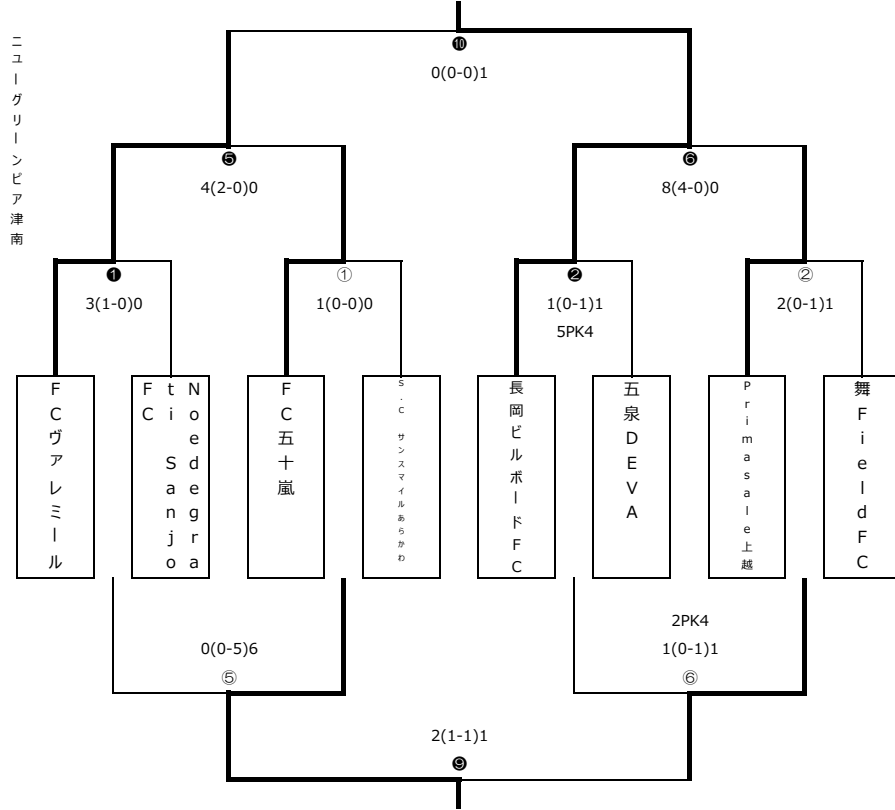 ニューグリーンピア津南
❿
0(0-0)1
❺
4(2-0)0
❻
8(4-0)0
❶
3(1-0)0
①
1(0-0)0
❷
1(0-1)1
5PK4
②
2(0-1)1
FCヴァレミール
Noedegra
ti Sanjo
FC
FC五十嵐
S.C サンスマイルあらかわ
長岡ビルボードFC
五泉DEVA
Primasale上越
舞FieldFC
0(0-5)6
⑤
2PK4
1(0-1)1
⑥
2(1-1)1
❾